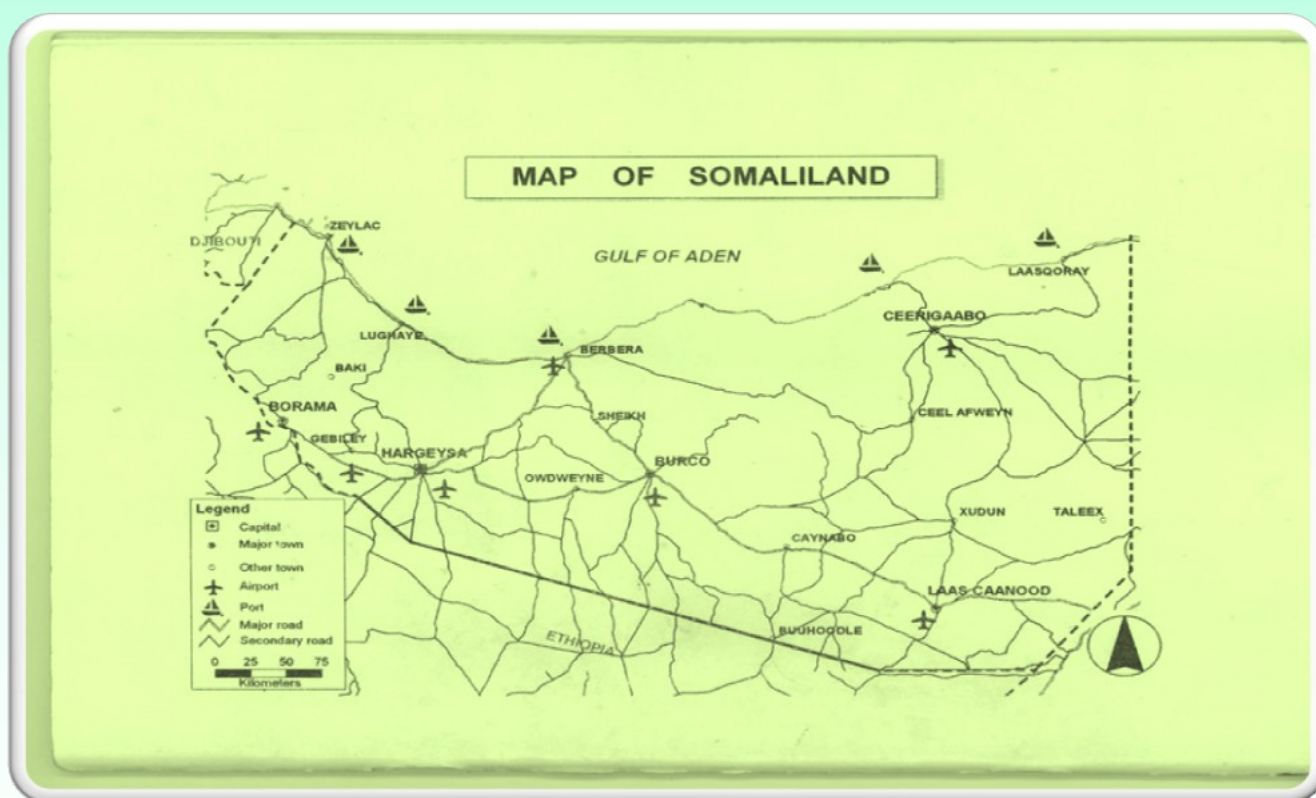 MAP OF SOMALILAND
ZEYLAC
DJIBOUTI
GULF OF ADEN
LAASQORAY
CEERIGAABO
LUGHAYE
BERBERA
BAKI
BORAMA
SHEIKH
CEEL AFWEYN
GEBILEY
HARGEYSA
BURCO
OWDWEYNE
XUDUN
TALEEX
CAYNABO
LAAS CAANOOD
BUUHOODLE
ETHIOPIA
Legend
Capital
Major town
Other town
Airport
Port
Major road
Secondary road
0 25 50 75
Kilometers